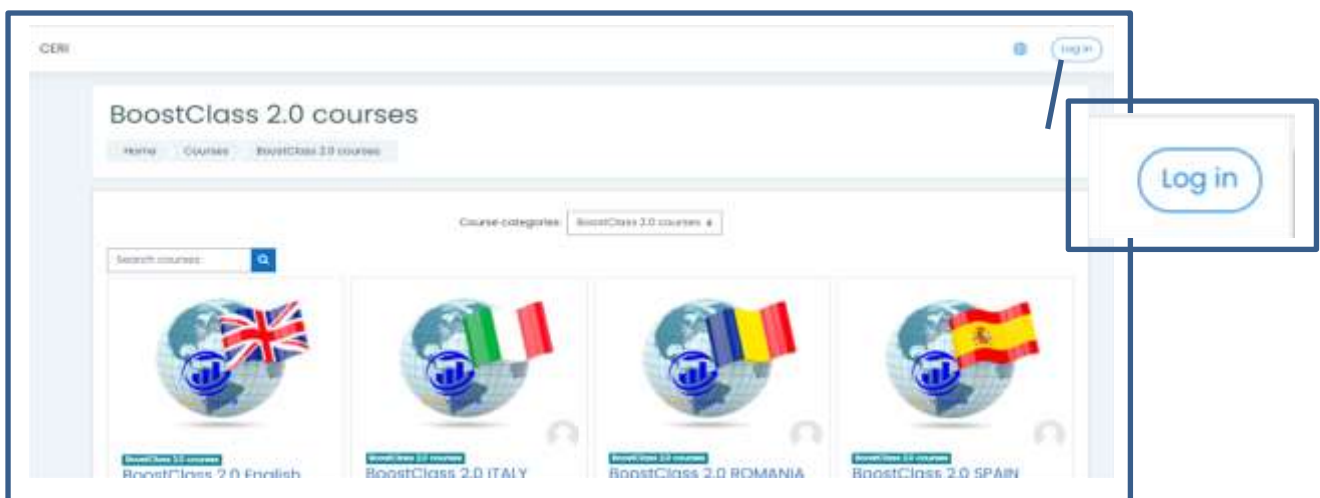 CERI
Log in
Log in
BoostClass 2.0 courses
Home Courses BoostClass 2.0 courses
Course categories: BoostClass 2.0 courses
Search courses
BoostClass 2.0 courses BoostClass 2.0 courses BoostClass 2.0 courses BoostClass 2.0 courses
BoostClass 2.0 English BoostClass 2.0 ITALY BoostClass 2.0 ROMANIA BoostClass 2.0 SPAIN